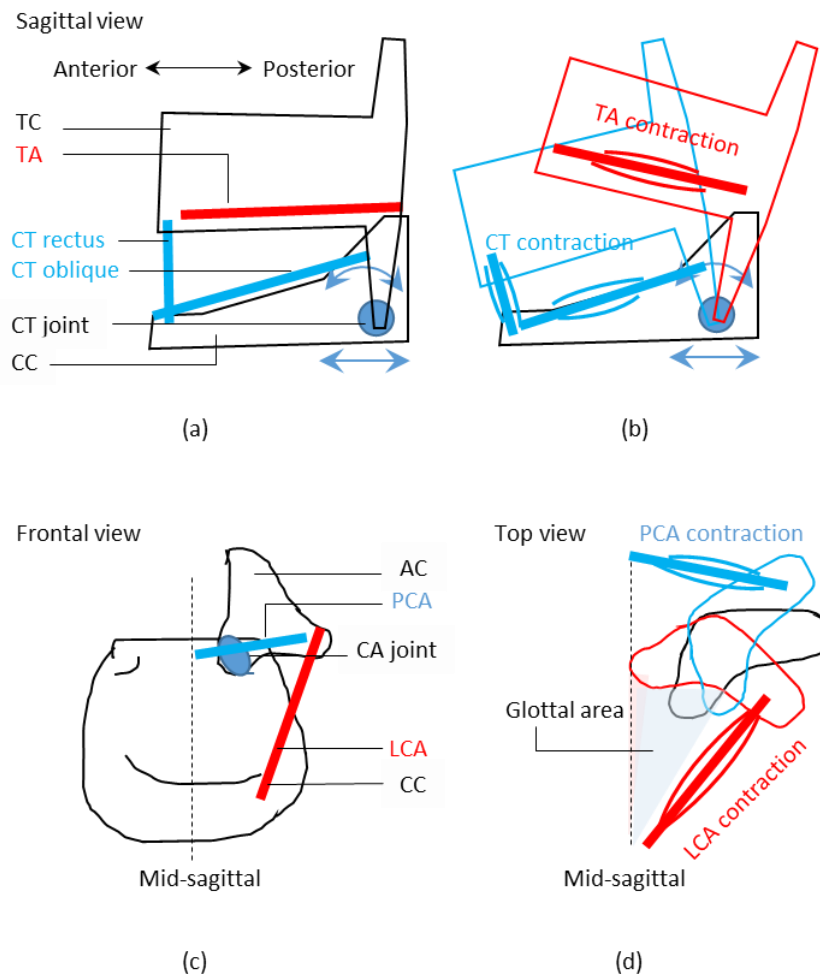 Sagittal view
Anterior
Posterior
TC
TA
CT rectus
CT oblique
CT joint
CC
TA contraction
CT contraction
(a)
(b)
Frontal view
AC
PCA
CA joint
LCA
CC
Mid-sagittal
(c)
Top view
PCA contraction
Glottal area
LCA contraction
Mid-sagittal
(d)